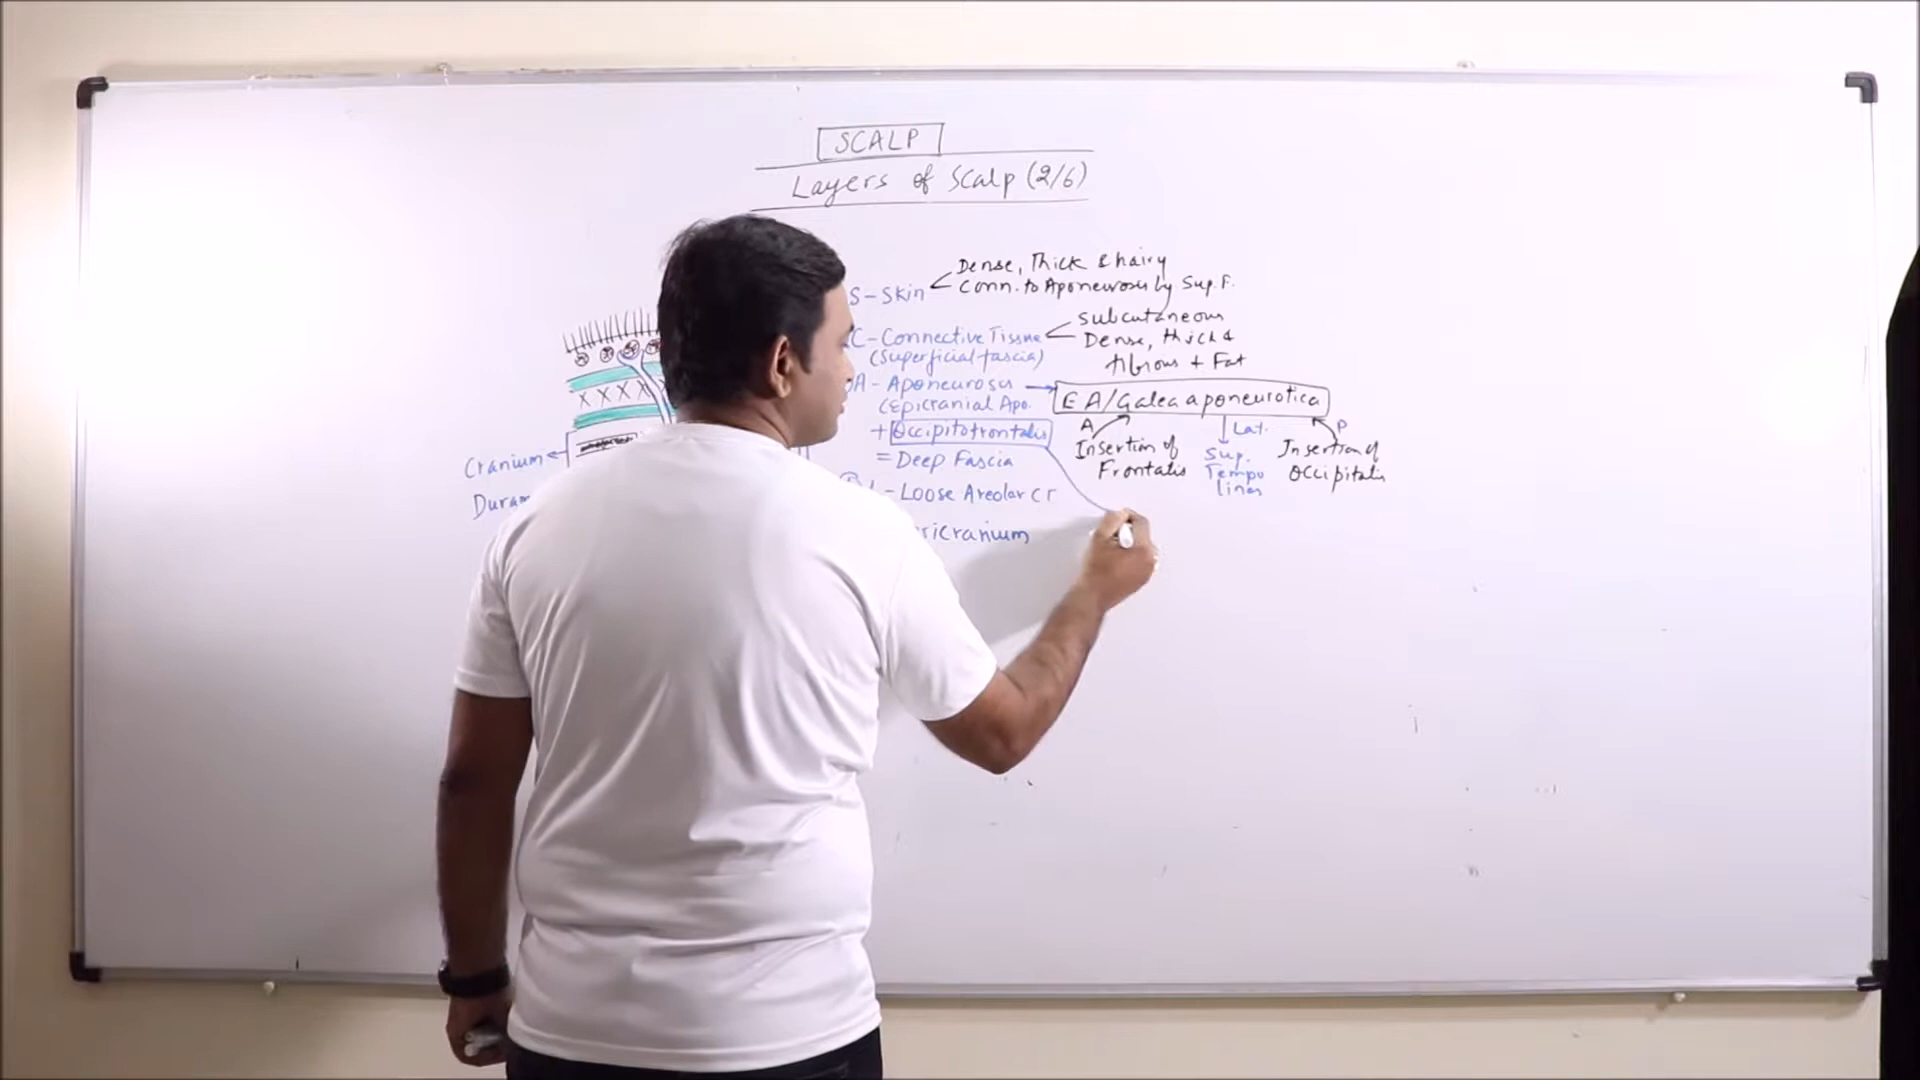 SCALP
Layers of Scalp (2/6)
S-Skin
Dense, Thick & hairy
Conn. to Aponeurosis by Sup. F.
C-Connective Tissue
(Superficial fascia)
Subcutaneous
Dense, thick &
fibrous + Fat
A- Aponeurosis
(Epicranial Apo.
+ Occipitofrontalis
= Deep Fascia
EA/Galea aponeurotica
A
Insertion of
Frontalis
Lat.
Sup.
Tempo
lines
P
Insertion of
Occipitalis
L-Loose Areolar CT
ricranium
X X X X
Cranium
Dura